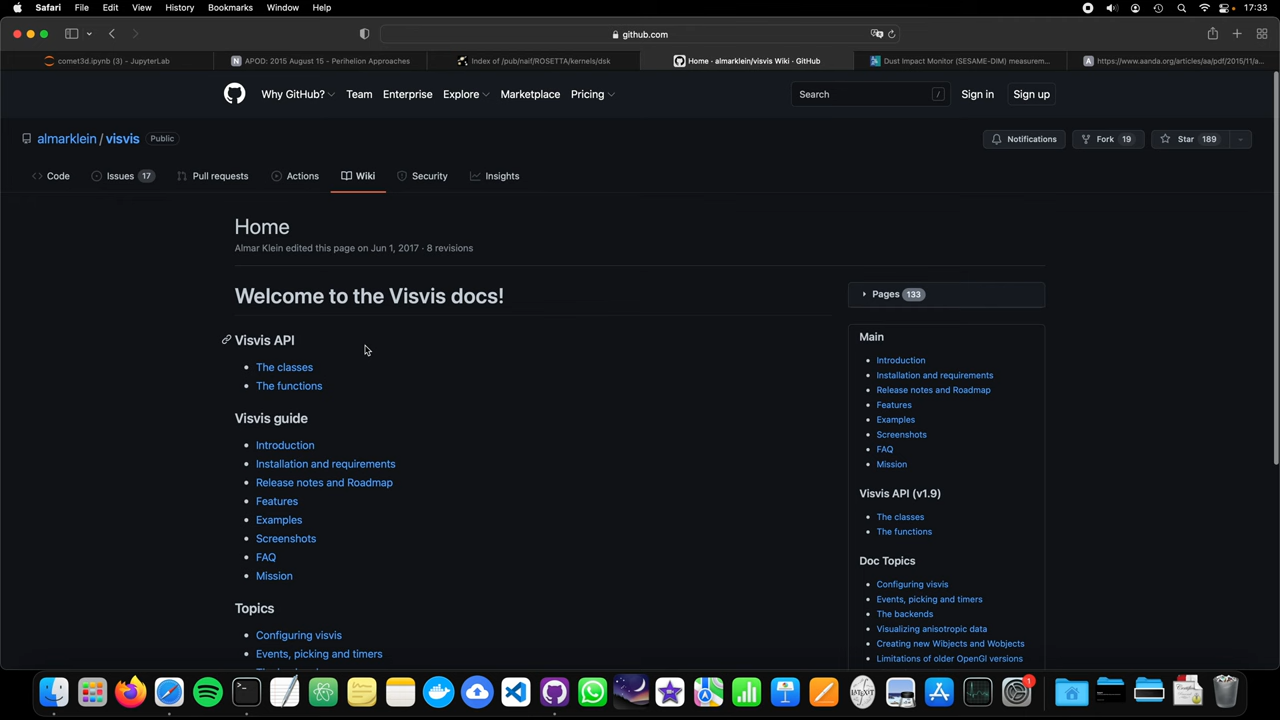 Safari File Edit View History Bookmarks Window Help 17:33
github.com
comet3d.ipynb (3) - JupyterLab
APOD: 2015 August 15 - Perihelion Approaches
Index of /pub/naif/ROSETTA/kernels/dsk
Home · almarklein/visvis Wiki · GitHub
Dust Impact Monitor (SESAME-DIM) measurem...
https://www.aanda.org/articles/aa/pdf/2015/11/a...
Why GitHub? Team Enterprise Explore Marketplace Pricing
Search /
Sign in Sign up
almarklein / visvis Public
Notifications Fork 19 Star 189
Code Issues 17 Pull requests Actions Wiki Security Insights
Home
Almar Klein edited this page on Jun 1, 2017 · 8 revisions
Welcome to the Visvis docs!
Visvis API
The classes
The functions
Visvis guide
Introduction
Installation and requirements
Release notes and Roadmap
Features
Examples
Screenshots
FAQ
Mission
Topics
Configuring visvis
Events, picking and timers
Pages 133
Main
Introduction
Installation and requirements
Release notes and Roadmap
Features
Examples
Screenshots
FAQ
Mission
Visvis API (v1.9)
The classes
The functions
Doc Topics
Configuring visvis
Events, picking and timers
The backends
Visualizing anisotropic data
Creating new Wibjects and Wobjects
Limitations of older OpenGl versions
1